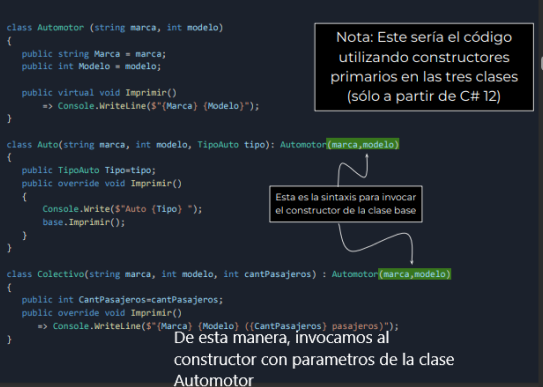 class Automotor (string marca, int modelo)
{
public string Marca = marca;
public int Modelo = modelo;
public virtual void Imprimir()
=> Console.WriteLine($"{Marca} {Modelo}");
}
Nota: Este sería el código
utilizando constructores
primarios en las tres clases
(sólo a partir de C# 12)
class Auto(string marca, int modelo, TipoAuto tipo): Automotor(marca,modelo)
{
public TipoAuto Tipo=tipo;
public override void Imprimir()
{
Console.Write($"Auto {Tipo} ");
base.Imprimir();
}
}
Esta es la sintaxis para invocar
el constructor de la clase base
class Colectivo(string marca, int modelo, int cantPasajeros) : Automotor(marca,modelo)
{
public int CantPasajeros=cantPasajeros;
public override void Imprimir()
=> Console.WriteLine($"{Marca} {Modelo} ({CantPasajeros} pasajeros)");
}
De esta manera, invocamos al
constructor con parametros de la clase
Automotor